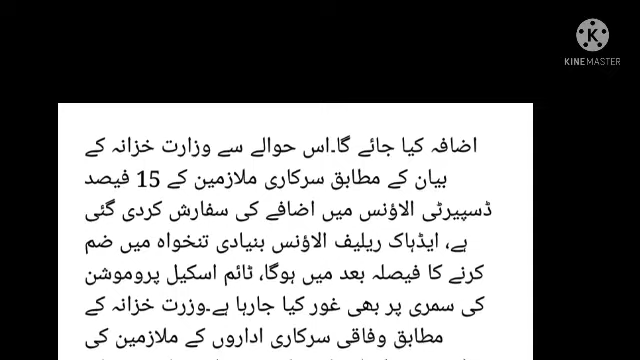 K
KINEMASTER
اضافہ کیا جائے گا۔اس حوالے سے وزارت خزانہ کے
بیان کے مطابق سرکاری ملازمین کے 15 فیصد
ڈسپیرٹی الاؤنس میں اضافے کی سفارش کردی گئی
ہے، ایڈہاک ریلیف الاؤنس بنیادی تنخواہ میں ضم
کرنے کا فیصلہ بعد میں ہوگا، ٹائم اسکیل پروموشن
کی سمری پر بھی غور کیا جارہا ہے۔وزرت خزانہ کے
مطابق وفاقی سرکاری اداروں کے ملازمین کی